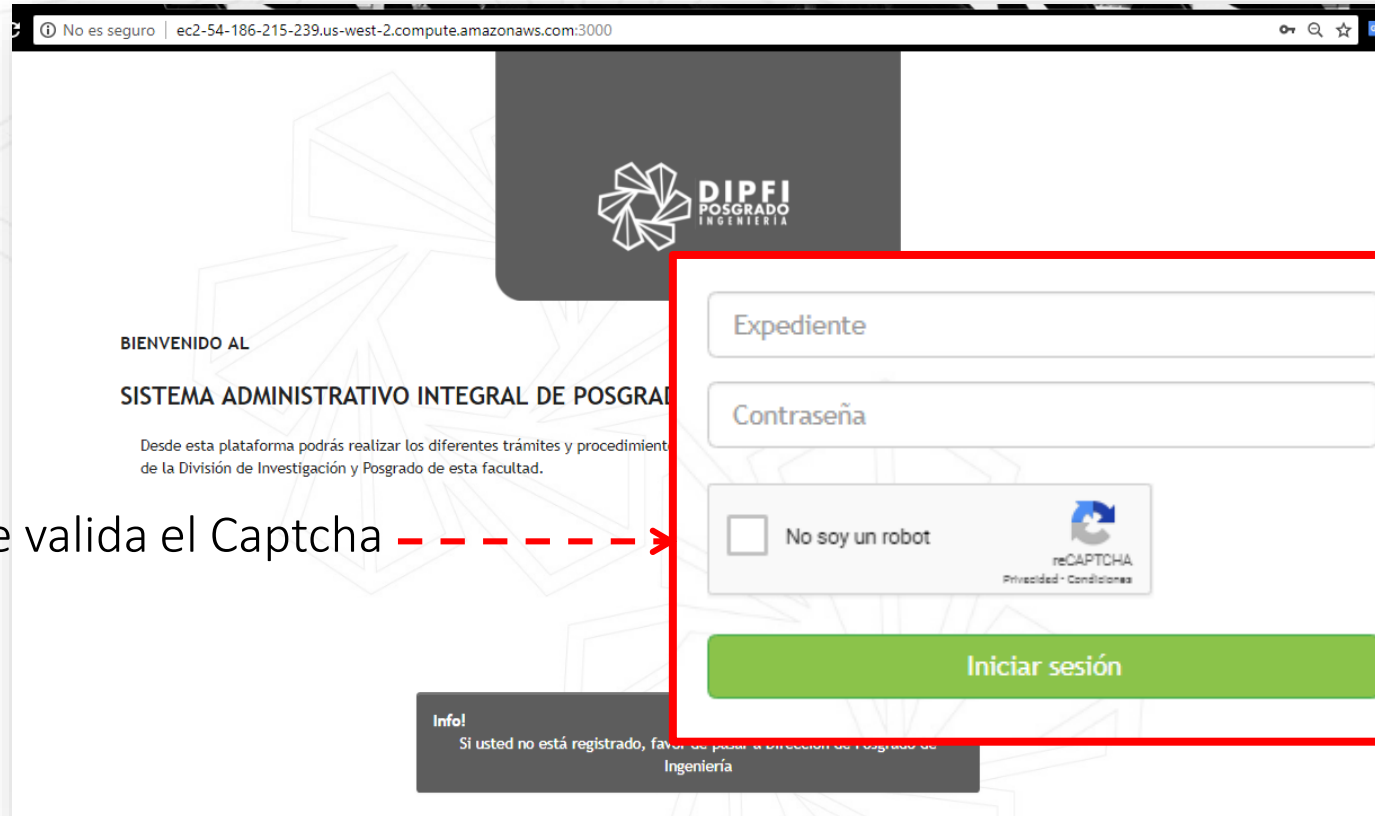 No es seguro | ec2-54-186-215-239.us-west-2.compute.amazonaws.com:3000
DIPFI
POSGRADO
INGENIERÍA
BIENVENIDO AL
SISTEMA ADMINISTRATIVO INTEGRAL DE
Desde esta plataforma podrás realizar los diferentes trámites y
de la División de Investigación y Posgrado de esta facultad.
valida el Captcha
Expediente
Contraseña
No soy un robot
reCAPTCHA
Privacidad - Condiciones
Iniciar sesión
Info!
Si usted no está registrado, favor de pasar a Dirección de Posgrado de
Ingeniería